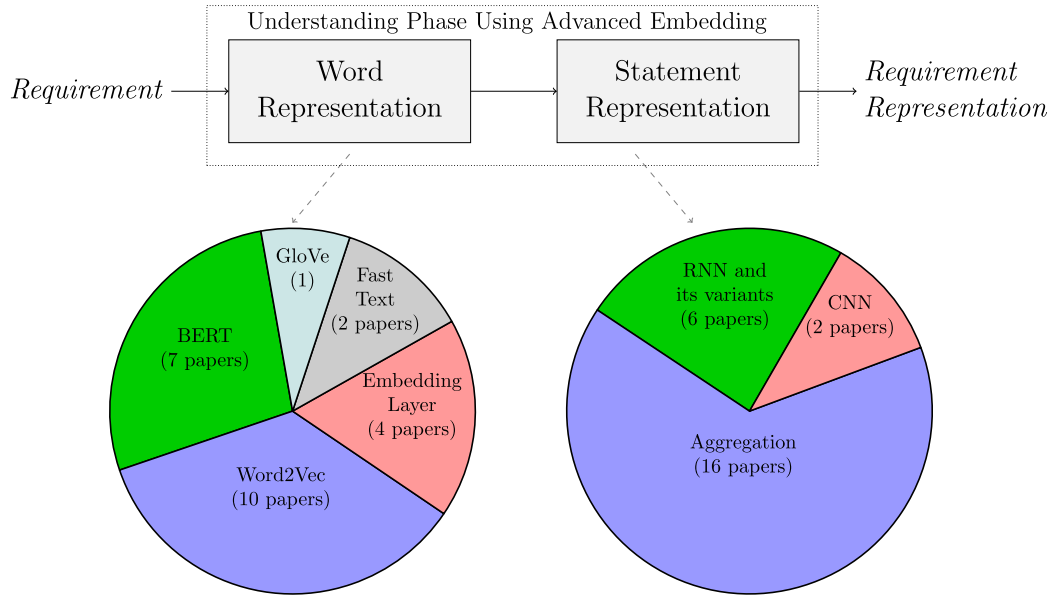 Understanding Phase Using Advanced Embedding
Requirement
Word
Representation
Statement
Representation
Requirement
Representation
GloVe
(1)
Fast
Text
(2 papers)
BERT
(7 papers)
Embedding
Layer
(4 papers)
Word2Vec
(10 papers)
RNN and
its variants
(6 papers)
CNN
(2 papers)
Aggregation
(16 papers)